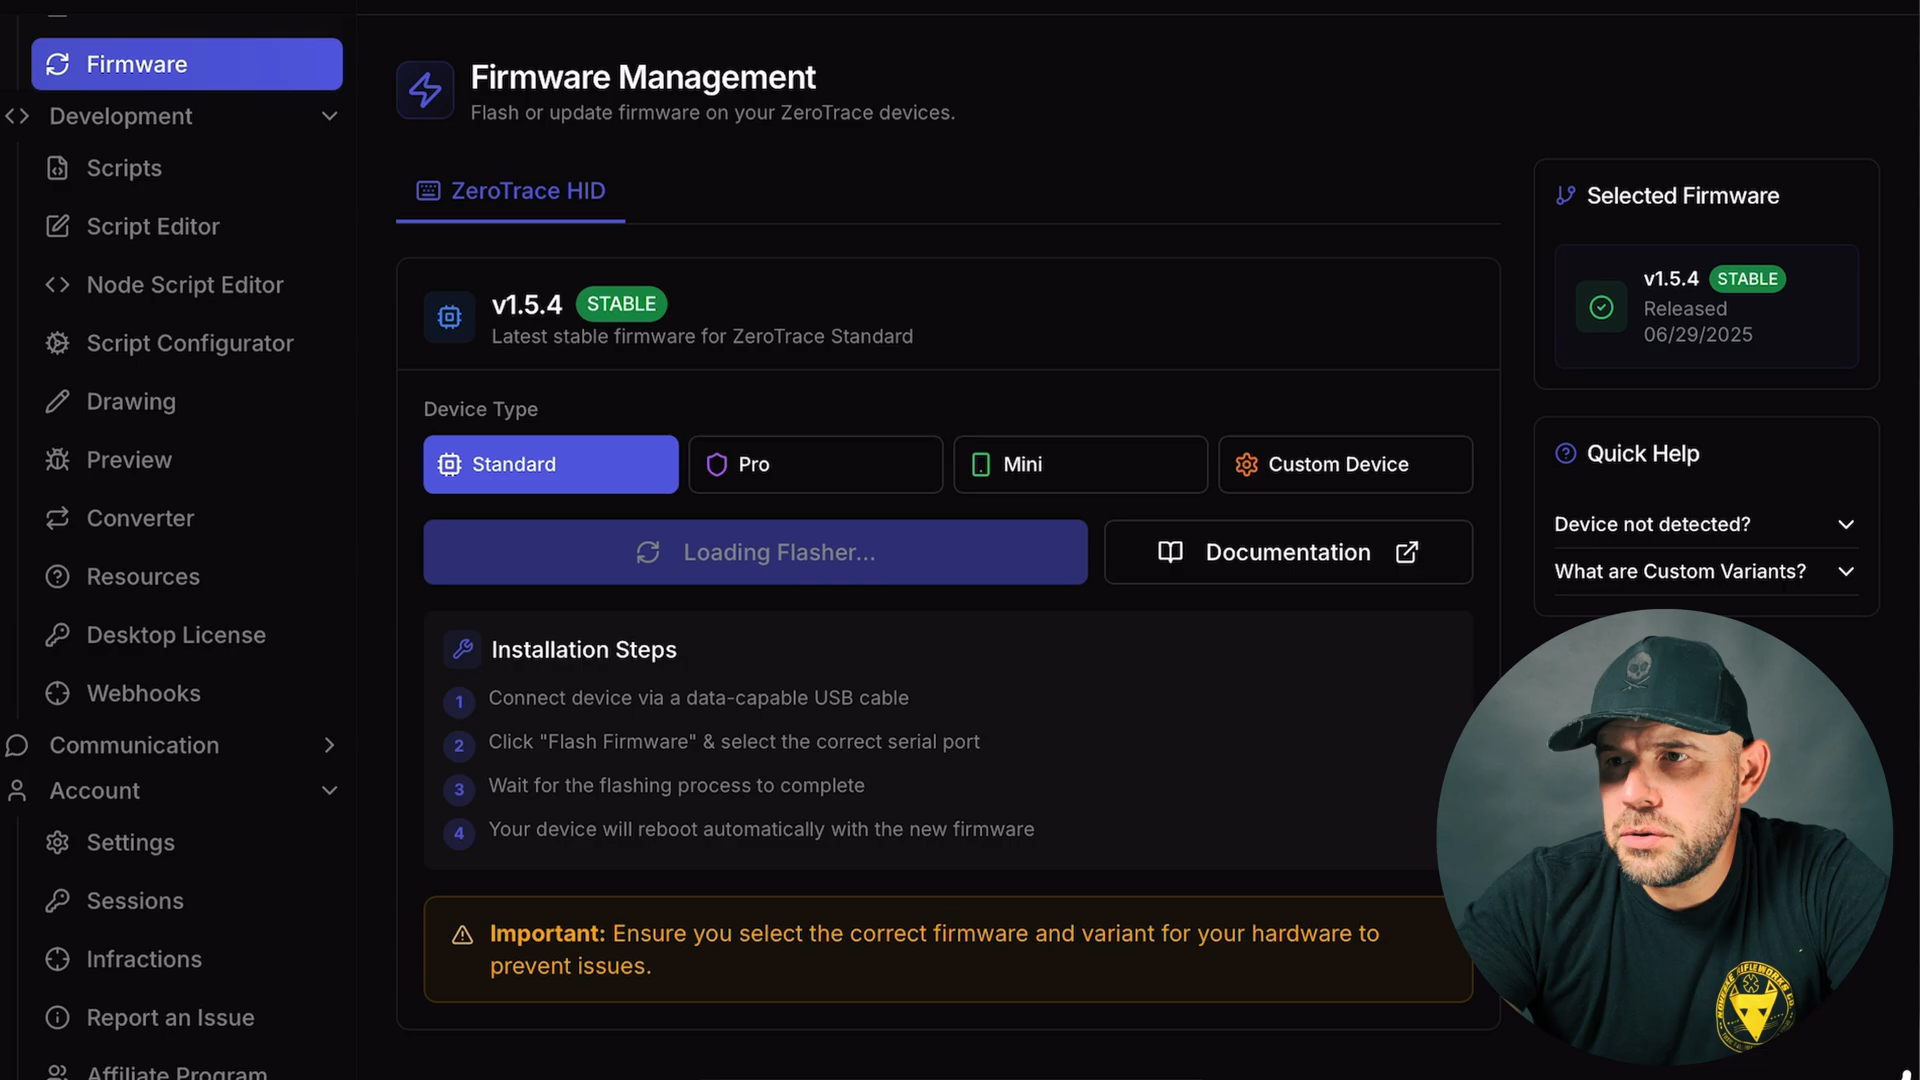 Firmware
Development
Scripts
Script Editor
Node Script Editor
Script Configurator
Drawing
Preview
Converter
Resources
Desktop License
Webhooks
Communication
Account
Settings
Sessions
Infractions
Report an Issue
Affiliate Program
Firmware Management
Flash or update firmware on your ZeroTrace devices.
ZeroTrace HID
v1.5.4 STABLE
Latest stable firmware for ZeroTrace Standard
Device Type
Standard
Pro
Mini
Custom Device
Loading Flasher...
Documentation
Installation Steps
1 Connect device via a data-capable USB cable
2 Click "Flash Firmware" & select the correct serial port
3 Wait for the flashing process to complete
4 Your device will reboot automatically with the new firmware
Important: Ensure you select the correct firmware and variant for your hardware to
prevent issues.
Selected Firmware
v1.5.4 STABLE
Released
06/29/2025
Quick Help
Device not detected?
What are Custom Variants?